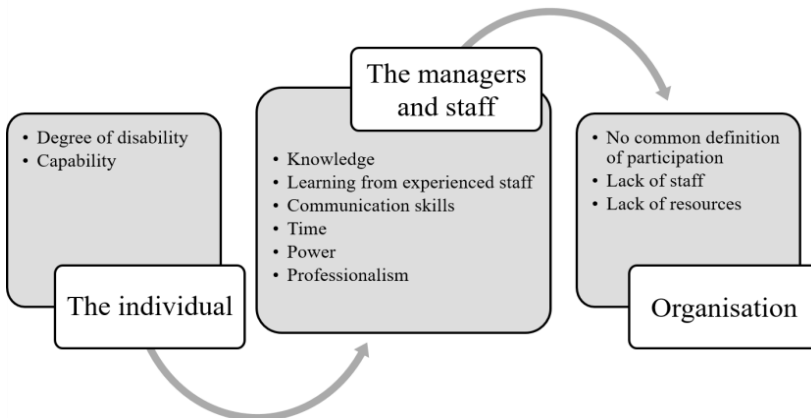 • Degree of disability
• Capability
The individual
The managers
and staff
• Knowledge
• Learning from experienced staff
• Communication skills
• Time
• Power
• Professionalism
• No common definition
of participation
• Lack of staff
• Lack of resources
Organisation